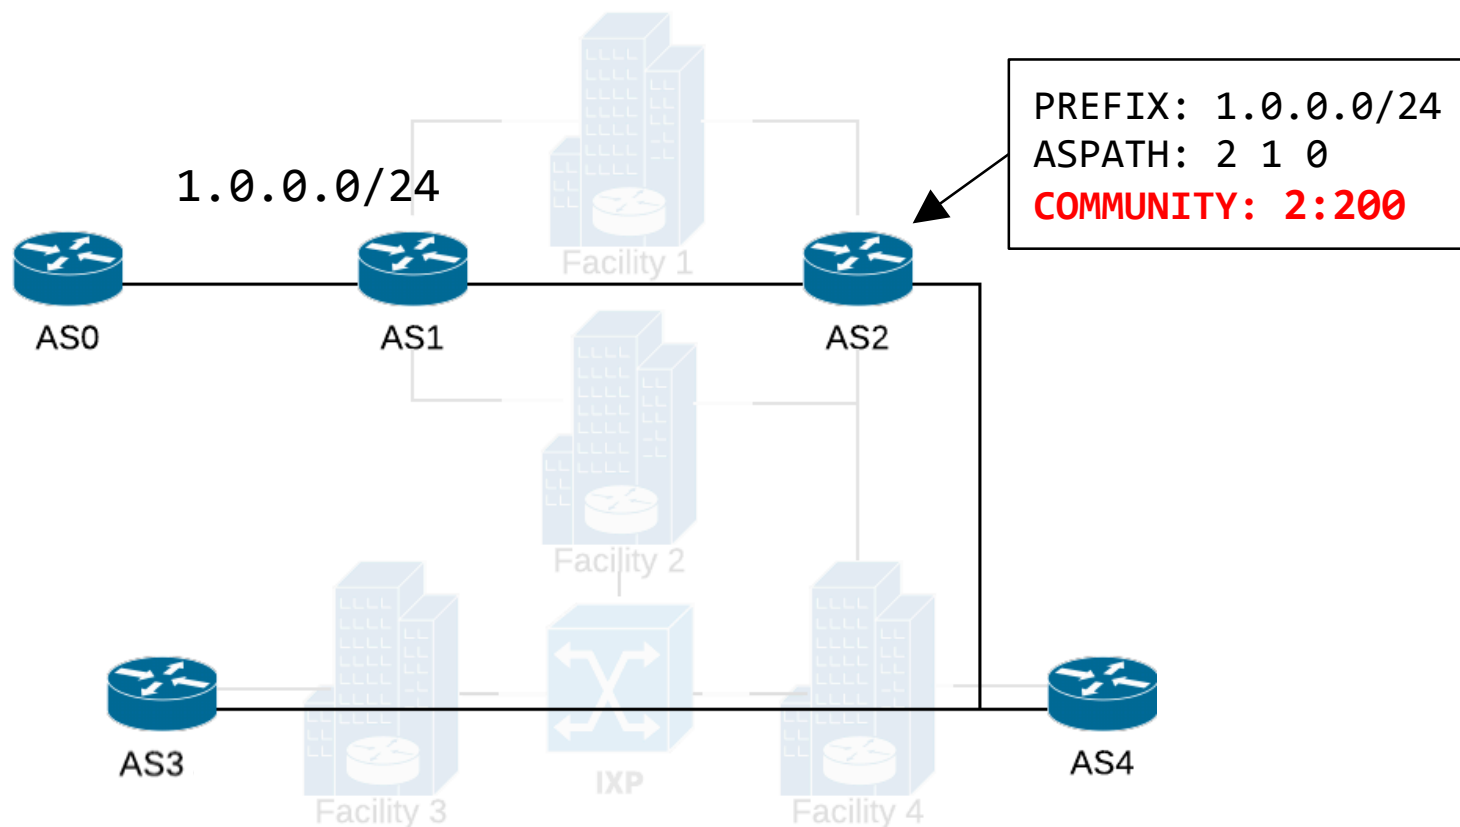 PREFIX: 1.0.0.0/24
ASPATH: 2 1 0
COMMUNITY: 2:200
1.0.0.0/24
Facility 1
AS0
AS1
AS2
Facility 2
AS3
IXP
AS4
Facility 3
Facility 4